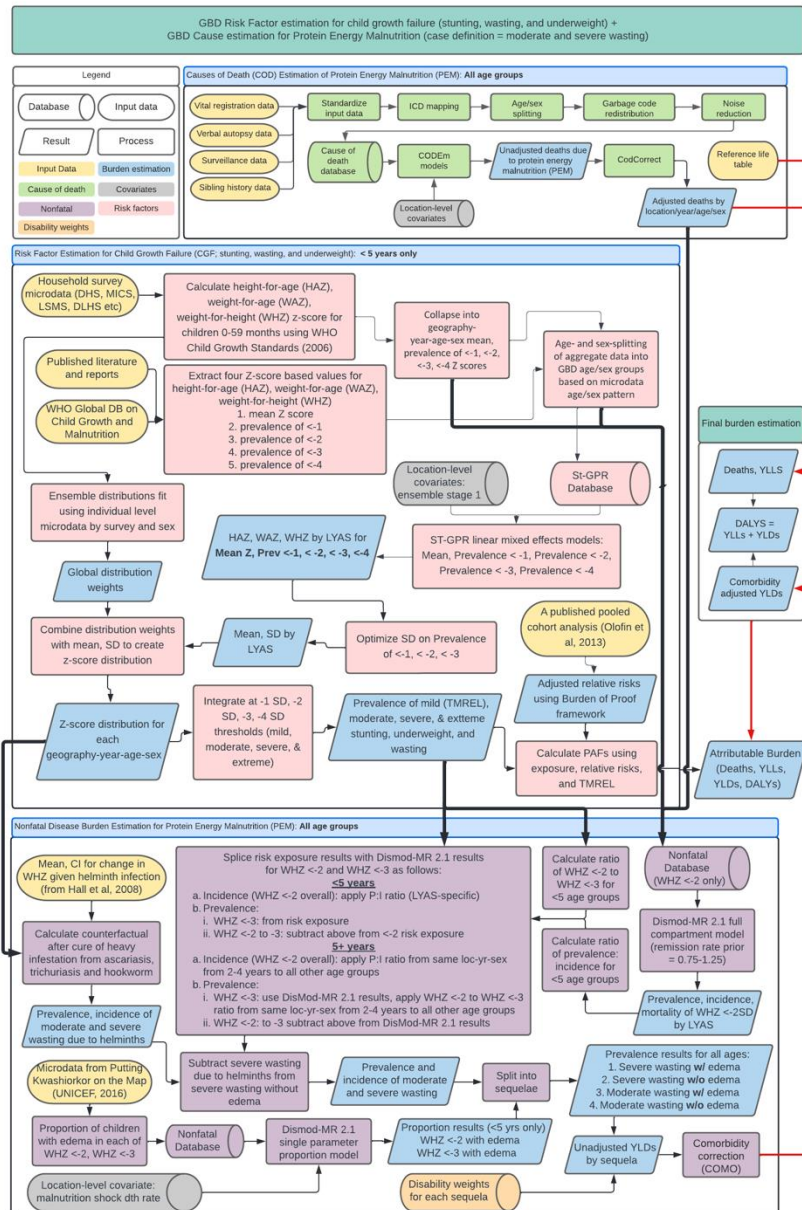 GBD Risk Factor estimation for child growth failure (stunting, wasting, and underweight) +
GBD Cause estimation for Protein Energy Malnutrition (case definition = moderate and severe wasting)
Legend
Database
Input data
Result
Process
Input Data
Burden estimation
Cause of death
Covariates
Nonfatal
Risk factors
Disability weights
Causes of Death (COD) Estimation of Protein Energy Malnutrition (PEM): All age groups
Vital registration data
Verbal autopsy data
Surveillance data
Sibling history data
Standardize
input data
ICD mapping
Age/sex
splitting
Garbage code
redistribution
Noise
reduction
Cause of
death
database
CODEm
models
Unadjusted deaths due
to protein energy
malnutrition (PEM)
CodCorrect
Reference life
table
Location-level
covariates
Adjusted deaths by
location/year/age/sex
Risk Factor Estimation for Child Growth Failure (CGF; stunting, wasting, and underweight): < 5 years only
Household survey
microdata (DHS, MICS,
LSMS, DLHS etc)
Calculate height-for-age (HAZ),
weight-for-age (WAZ),
weight-for-height (WHZ) z-score for
children 0-59 months using WHO
Child Growth Standards (2006)
Collapse into
geography-
year-age-sex mean,
prevalence of <-1, <-2,
<-3, <-4 Z scores
Age- and sex-splitting
of aggregate data into
GBD age/sex groups
based on microdata
age/sex pattern
Published literature
and reports
WHO Global DB on
Child Growth and
Malnutrition
Extract four Z-score based values for
height-for-age (HAZ), weight-for-age (WAZ),
weight-for-height (WHZ)
1. mean Z score
2. prevalence of <-1
3. prevalence of <-2
4. prevalence of <-3
5. prevalence of <-4
Final burden estimation
Deaths, YLLS
DALYS =
YLLs + YLDs
Comorbidity
adjusted YLDs
Location-level
covariates:
ensemble stage 1
St-GPR
Database
Ensemble distributions fit
using individual level
microdata by survey and sex
HAZ, WAZ, WHZ by LYAS for
Mean Z, Prev <-1, < -2, < -3, <-4
ST-GPR linear mixed effects models:
Mean, Prevalence < -1, Prevalence < -2,
Prevalence < -3, Prevalence < -4
Global distribution
weights
Combine distribution weights
with mean, SD to create
z-score distribution
Mean, SD by
LYAS
Optimize SD on Prevalence
of <-1, < -2, < -3
A published pooled
cohort analysis (Olofin
et al, 2013)
Z-score distribution for
each
geography-year-age-sex
Integrate at -1 SD, -2
SD, -3, -4 SD
thresholds (mild,
moderate, severe, &
extreme)
Prevalence of mild (TMREL),
moderate, severe, & extteme
stunting, underweight, and
wasting
Adjusted relative risks
using Burden of Proof
framework
Calculate PAFs using
exposure, relative risks,
and TMREL
Atrributable Burden
(Deaths, YLLs,
YLDs, DALYs)
Nonfatal Disease Burden Estimation for Protein Energy Malnutrition (PEM): All age groups
Mean, CI for change in
WHZ given helminth infection
(from Hall et al, 2008)
Calculate counterfactual
after cure of heavy
infestation from ascariasis,
trichuriasis and hookworm
Prevalence, incidence of
moderate and severe
wasting due to helminths
Splice risk exposure results with Dismod-MR 2.1 results
for WHZ <-2 and WHZ <-3 as follows:
<5 years
a. Incidence (WHZ <-2 overall): apply P:I ratio (LYAS-specific)
b. Prevalence:
i. WHZ <-3: from risk exposure
ii. WHZ <-2 to -3: subtract above from <-2 risk exposure
5+ years
a. Incidence (WHZ <-2 overall): apply P:I ratio from same loc-yr-sex
from 2-4 years to all other age groups
b. Prevalence:
i. WHZ <-3: use DisMod-MR 2.1 results, apply WHZ <-2 to WHZ <-3
ratio from same loc-yr-sex from 2-4 years to all other age groups
ii. WHZ <-2: to -3 subtract above from DisMod-MR 2.1 results
Calculate ratio
of WHZ <-2 to
WHZ <-3 for
<5 age groups
Calculate ratio
of prevalence:
incidence for
<5 age groups
Nonfatal
Database
(WHZ <-2 only)
Dismod-MR 2.1 full
compartment model
(remission rate prior
= 0.75-1.25)
Prevalence, incidence,
mortality of WHZ <-2SD
by LYAS
Microdata from Putting
Kwashiorkor on the Map
(UNICEF, 2016)
Subtract severe wasting
due to helminths from
severe wasting without
edema
Prevalence and
incidence of moderate
and severe wasting
Split into
sequelae
Prevalence results for all ages:
1. Severe wasting w/ edema
2. Severe wasting w/o edema
3. Moderate wasting w/ edema
4. Moderate wasting w/o edema
Proportion of children
with edema in each of
WHZ <-2, WHZ <-3
Nonfatal
Database
Dismod-MR 2.1
single parameter
proportion model
Proportion results (<5 yrs only)
WHZ <-2 with edema
WHZ <-3 with edema
Unadjusted YLDs
by sequela
Comorbidity
correction
(COMO)
Location-level covariate:
malnutrition shock dth rate
Disability weights
for each sequela